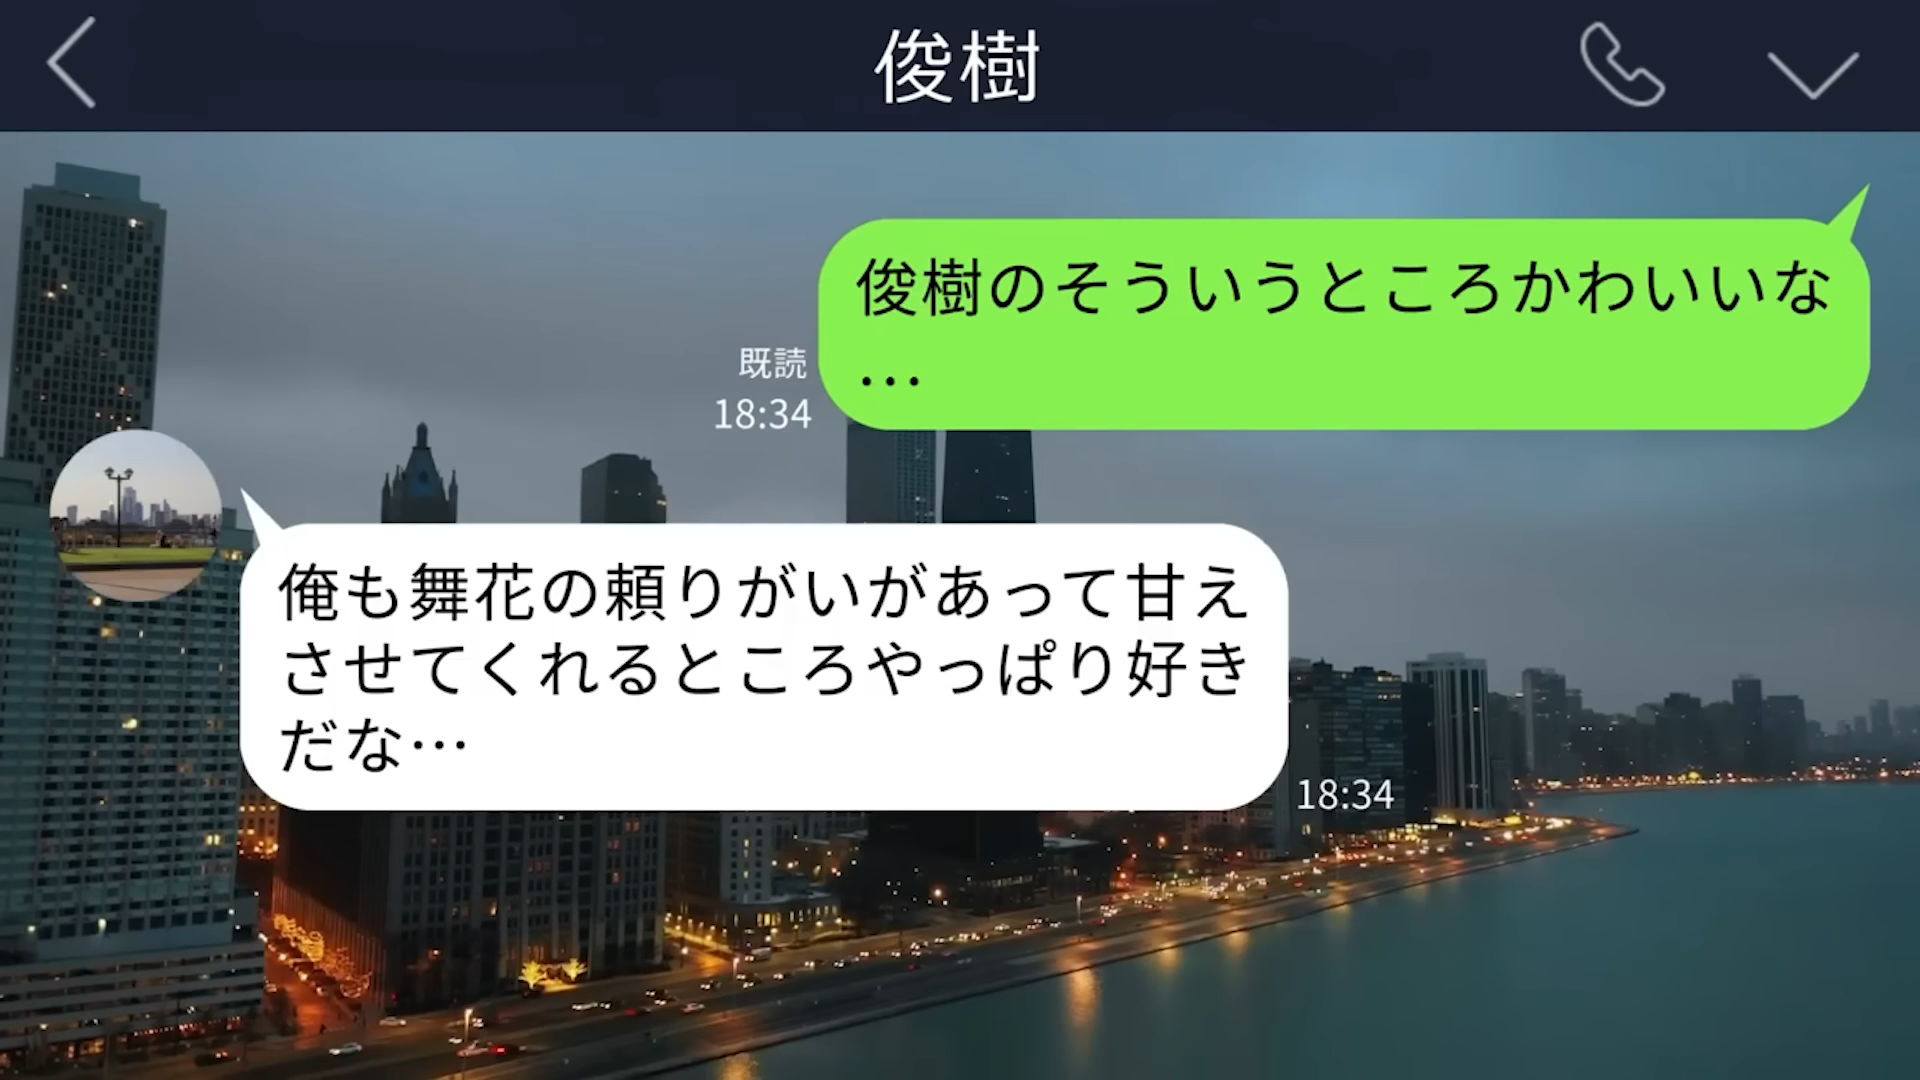 俊樹
俊樹のそういうところかわいいな
…
既読
18:34
俺も舞花の頼りがいがあって甘え
させてくれるところやっぱり好き
だな…
18:34